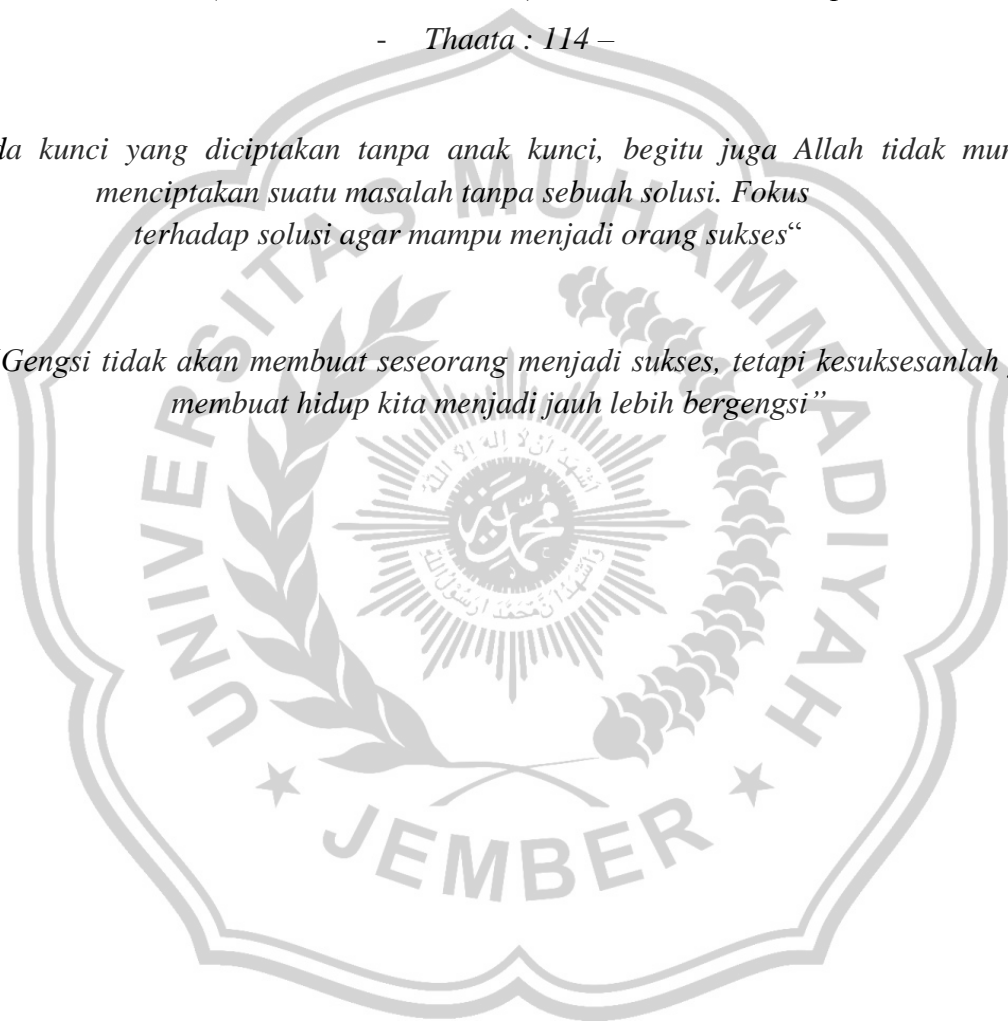 - Thaata : 114 –
kunci yang diciptakan tanpa anak kunci, begitu juga Allah tidak
menciptakan suatu masalah tanpa sebuah solusi. Fokus
terhadap solusi agar mampu menjadi orang sukses“
Gengsi tidak akan membuat seseorang menjadi sukses, tetapi kesuksesanlah
membuat hidup kita menjadi jauh lebih bergengsi”
UNIVERSITAS MUHAMMADIYAH
JEMBER